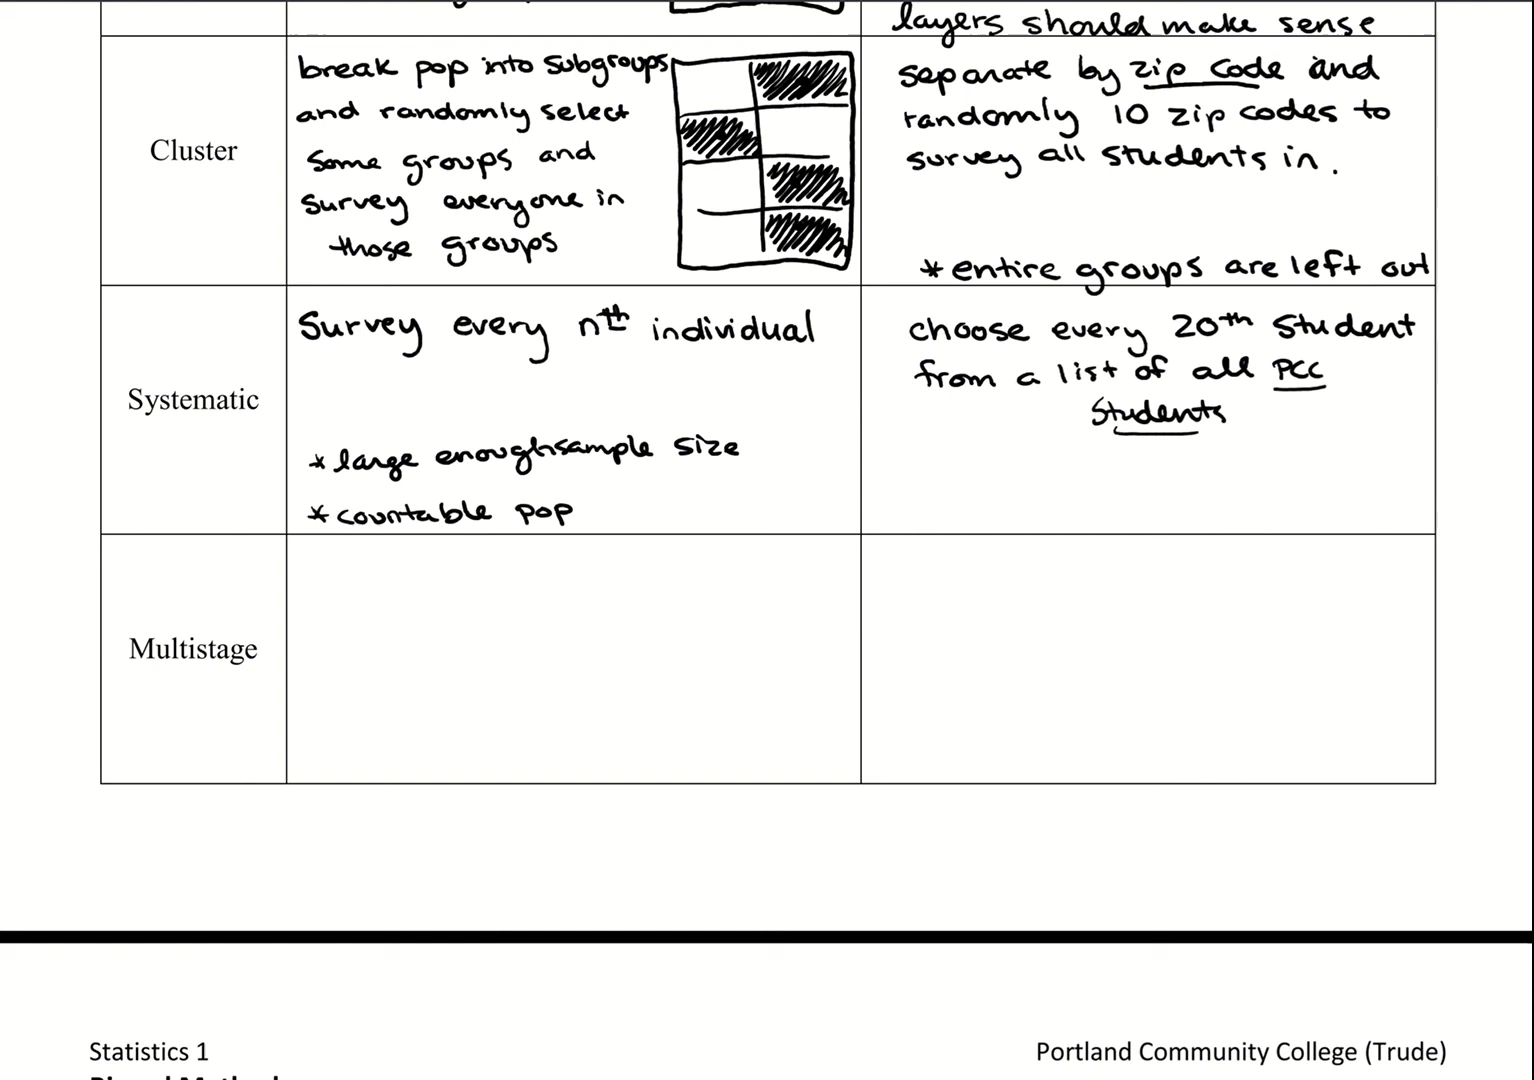 layers should make sense
Cluster
break pop into subgroups
and randomly select
some groups and
survey everyone in
those groups
separate by zip code and
randomly 10 zip codes to
survey all students in.
*entire groups are left out
Systematic
Survey every nth individual
*large enough sample size
*countable pop
choose every 20th student
from a list of all PCC
Students
Multistage
Statistics 1
Portland Community College (Trude)